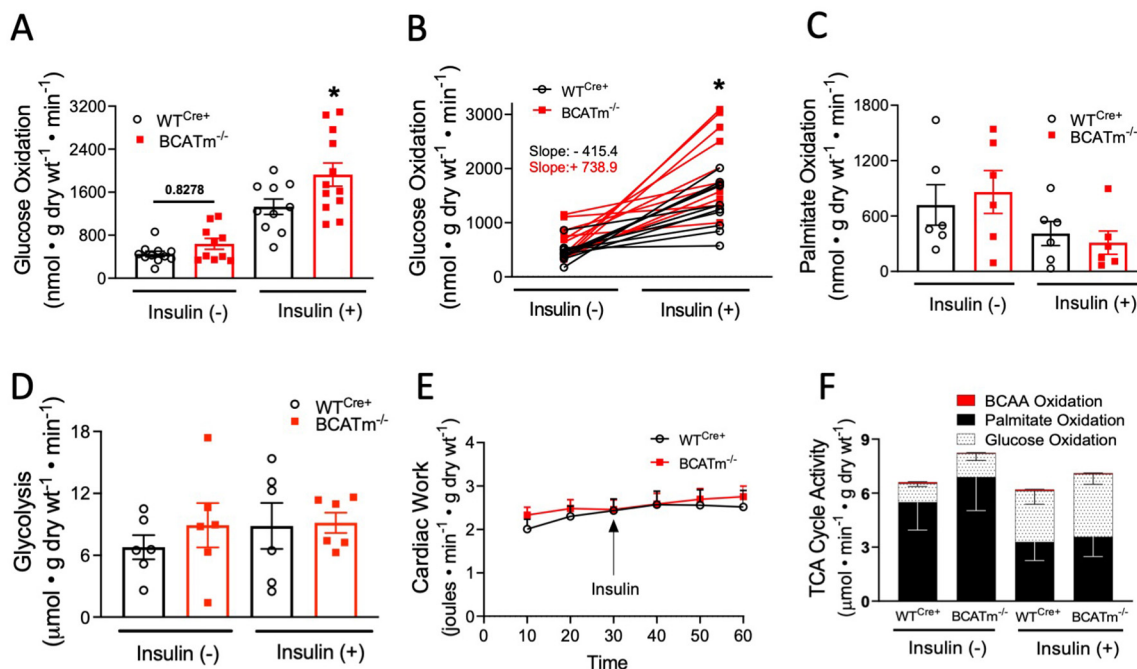 A
Glucose Oxidation
(nmol • g dry wt⁻¹ • min⁻¹)
3200
2400
1600
800
0
WT^Cre+
BCATm⁻/⁻
0.8278
*
Insulin (-)
Insulin (+)
B
Glucose Oxidation
(nmol • g dry wt⁻¹ • min⁻¹)
3000
2000
1000
0
WT^Cre+
BCATm⁻/⁻
Slope: - 415.4
Slope:+ 738.9
*
Insulin (-)
Insulin (+)
C
Palmitate Oxidation
(nmol • g dry wt⁻¹ • min⁻¹)
1800
1200
600
0
WT^Cre+
BCATm⁻/⁻
Insulin (-)
Insulin (+)
D
Glycolysis
(µmol • g dry wt⁻¹ • min⁻¹)
18
12
6
0
WT^Cre+
BCATm⁻/⁻
Insulin (-)
Insulin (+)
E
Cardiac Work
(joules • min⁻¹ • g dry wt⁻¹)
4
3
2
1
0
WT^Cre+
BCATm⁻/⁻
Insulin
0 10 20 30 40 50 60
Time
F
BCAA Oxidation
Palmitate Oxidation
Glucose Oxidation
TCA Cycle Activity
(µmol • min⁻¹ • g dry wt⁻¹)
9
6
3
0
WT^Cre+ BCATm⁻/⁻ WT^Cre+ BCATm⁻/⁻
Insulin (-)
Insulin (+)